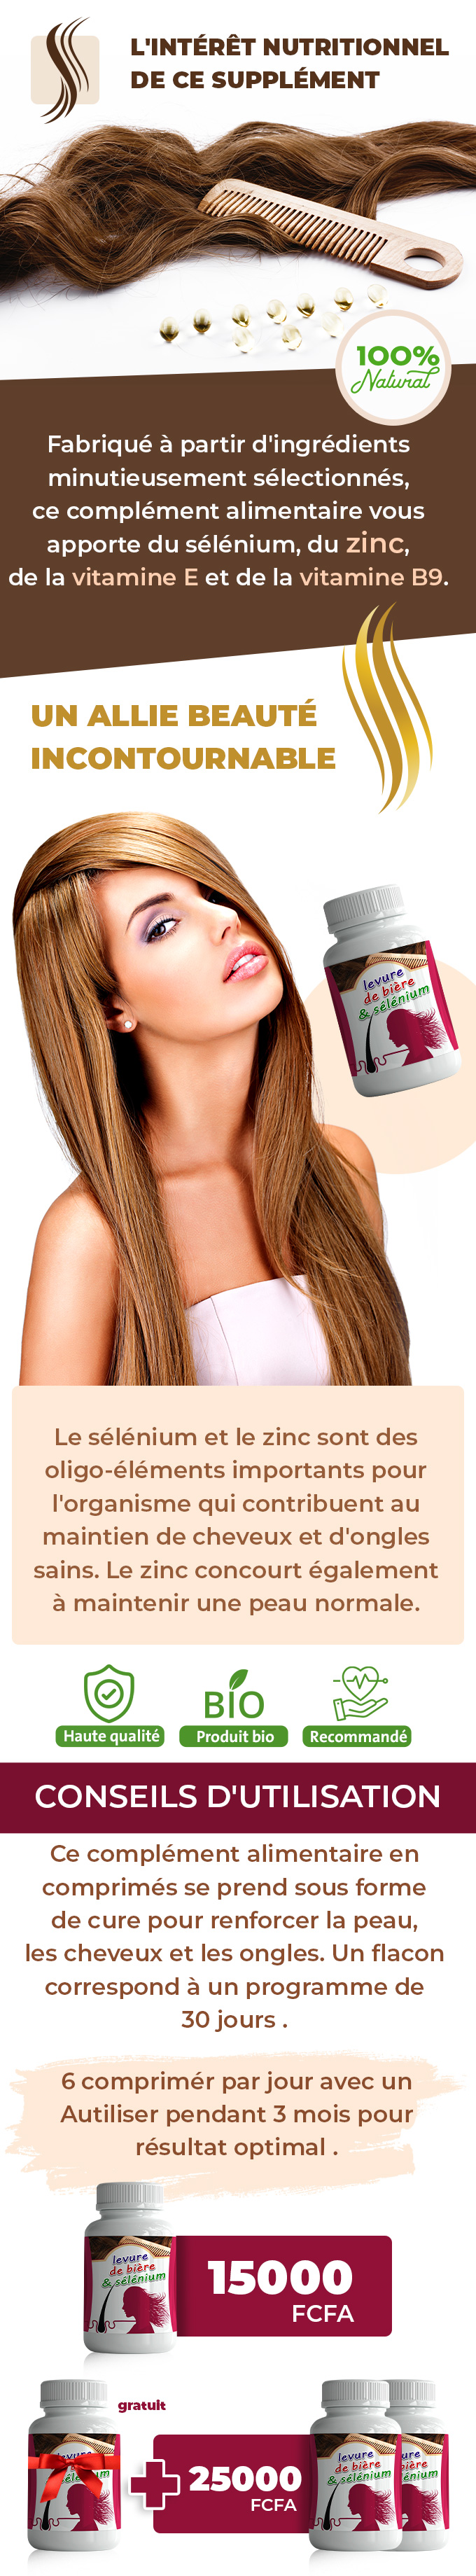 L'INTÉRÊT NUTRITIONNEL
DE CE SUPPLÉMENT
100%
Natural
Fabriqué à partir d'ingrédients
minutieusement sélectionnés,
ce complément alimentaire vous
apporte du sélénium, du zinc,
de la vitamine E et de la vitamine B9.
UN ALLIE BEAUTÉ
INCONTOURNABLE
levure
de bière
& sélénium
Le sélénium et le zinc sont des
oligo-éléments importants pour
l'organisme qui contribuent au
maintien de cheveux et d'ongles
sains. Le zinc concourt également
à maintenir une peau normale.
BIO
Haute qualité
Produit bio
Recommandé
CONSEILS D'UTILISATION
Ce complément alimentaire en
comprimés se prend sous forme
de cure pour renforcer la peau,
les cheveux et les ongles. Un flacon
correspond à un programme de
30 jours .
6 comprimér par jour avec un
Autiliser pendant 3 mois pour
résultat optimal .
levure
de bière
& sélénium
15000
FCFA
gratuit
25000
FCFA
levure
de bière
& sélénium